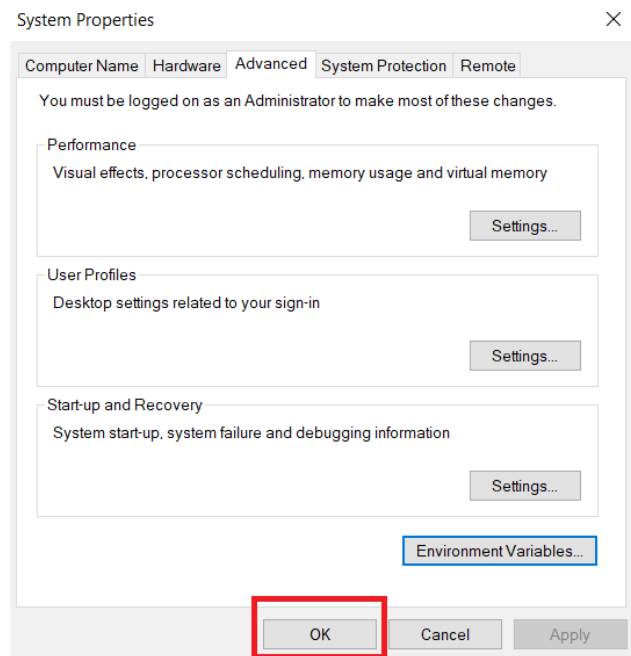 System Properties
Computer Name Hardware Advanced System Protection Remote
You must be logged on as an Administrator to make most of these changes.
Performance
Visual effects, processor scheduling, memory usage and virtual memory
Settings...
User Profiles
Desktop settings related to your sign-in
Settings...
Start-up and Recovery
System start-up, system failure and debugging information
Settings...
Environment Variables...
OK Cancel Apply